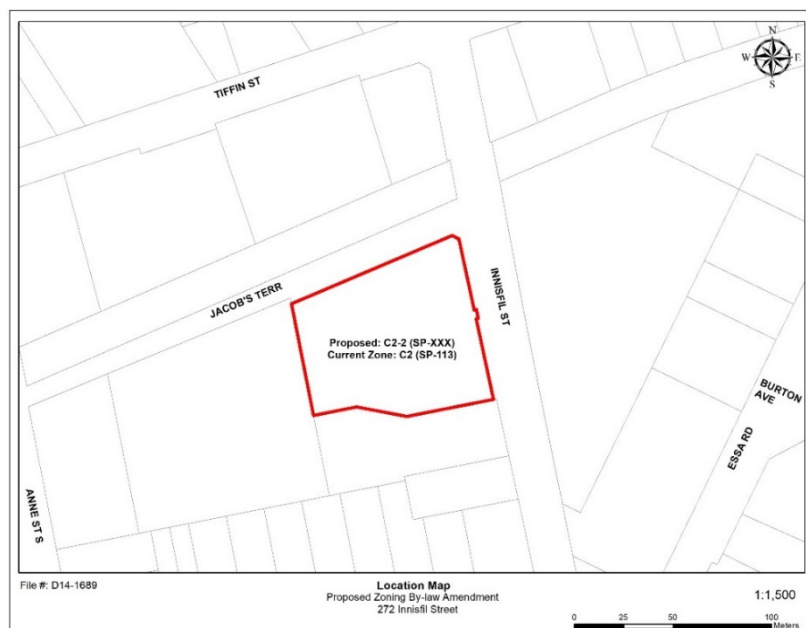 N
W E
S
TIFFIN ST
JACOB'S TERR
INNISFIL ST
Proposed: C2-2 (SP-XXX)
Current Zone: C2 (SP-113)
BURTON
AVE
ESSA RD
ANNE ST S
File #: D14-1689
Location Map
Proposed Zoning By-law Amendment
272 Innisfil Street
1:1,500
0 25 50 100
Meters